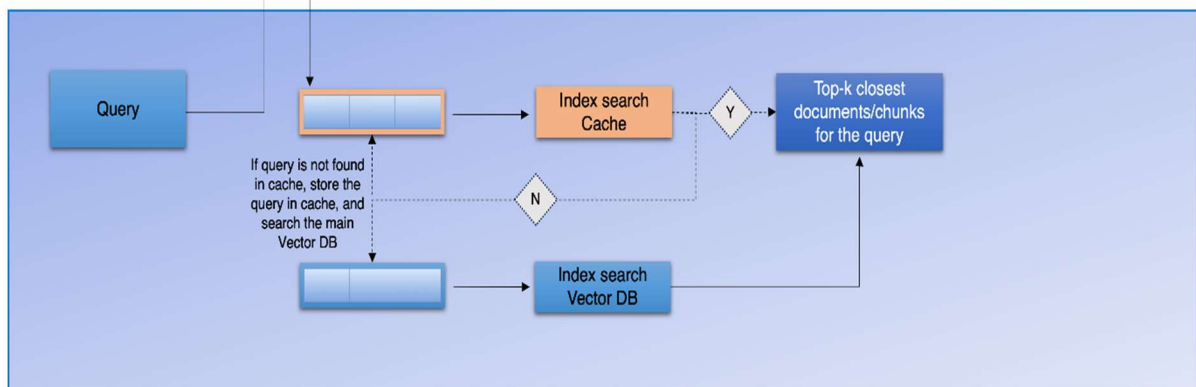 Query
Index search
Cache
Y
Top-k closest
documents/chunks
for the query
If query is not found
in cache, store the
query in cache, and
search the main
Vector DB
N
Index search
Vector DB